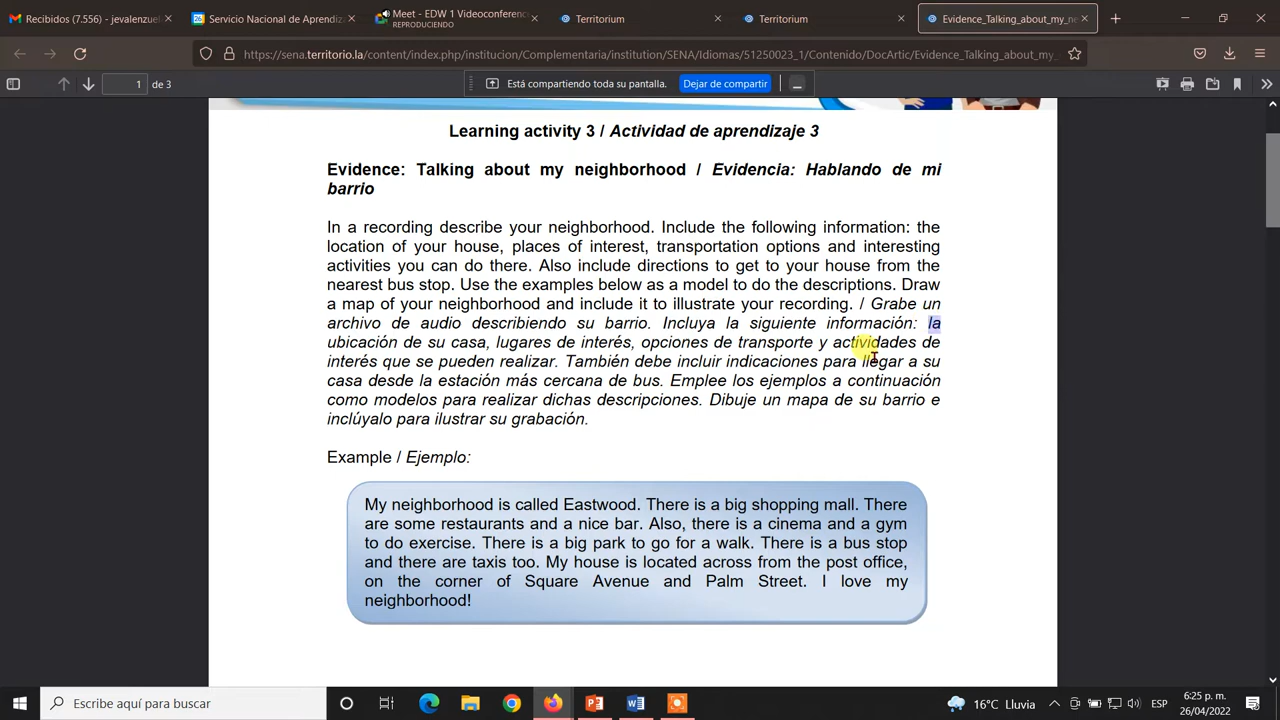 Recibidos (7.556) - jevalenzuel
Servicio Nacional de Aprendiza
Meet - EDW 1 Videoconferenc
REPRODUCIENDO
Territorium
Territorium
Evidence_Talking_about_my_ne
https://sena.territorio.la/content/index.php/institucion/Complementaria/institution/SENA/Idiomas/51250023_1/Contenido/DocArtic/Evidence_Talking_about_my_
1 de 3
Está compartiendo toda su pantalla.
Dejar de compartir
Learning activity 3 / Actividad de aprendizaje 3
Evidence: Talking about my neighborhood / Evidencia: Hablando de mi
barrio
In a recording describe your neighborhood. Include the following information: the
location of your house, places of interest, transportation options and interesting
activities you can do there. Also include directions to get to your house from the
nearest bus stop. Use the examples below as a model to do the descriptions. Draw
a map of your neighborhood and include it to illustrate your recording. / Grabe un
archivo de audio describiendo su barrio. Incluya la siguiente información: la
ubicación de su casa, lugares de interés, opciones de transporte y actividades de
interés que se pueden realizar. También debe incluir indicaciones para llegar a su
casa desde la estación más cercana de bus. Emplee los ejemplos a continuación
como modelos para realizar dichas descripciones. Dibuje un mapa de su barrio e
inclúyalo para ilustrar su grabación.
Example / Ejemplo:
My neighborhood is called Eastwood. There is a big shopping mall. There
are some restaurants and a nice bar. Also, there is a cinema and a gym
to do exercise. There is a big park to go for a walk. There is a bus stop
and there are taxis too. My house is located across from the post office,
on the corner of Square Avenue and Palm Street. I love my
neighborhood!
Escribe aquí para buscar
16°C Lluvia
ESP
6:25 p. m.
26/04/2022